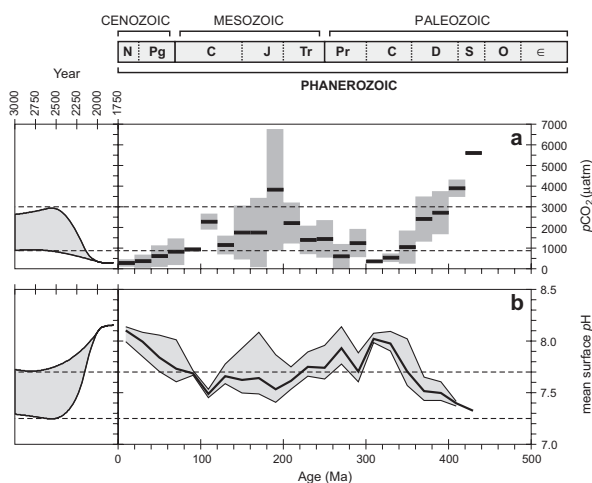 CENOZOIC MESOZOIC PALEOZOIC
N Pg C J Tr Pr C D S O ∈
PHANEROZOIC
Year
3000 2750 2500 2250 2000 1750
a
7000
6000
5000
4000
3000
2000
1000
0
pCO₂ (μatm)
b
8.5
8.0
7.5
7.0
mean surface pH
0 100 200 300 400 500
Age (Ma)